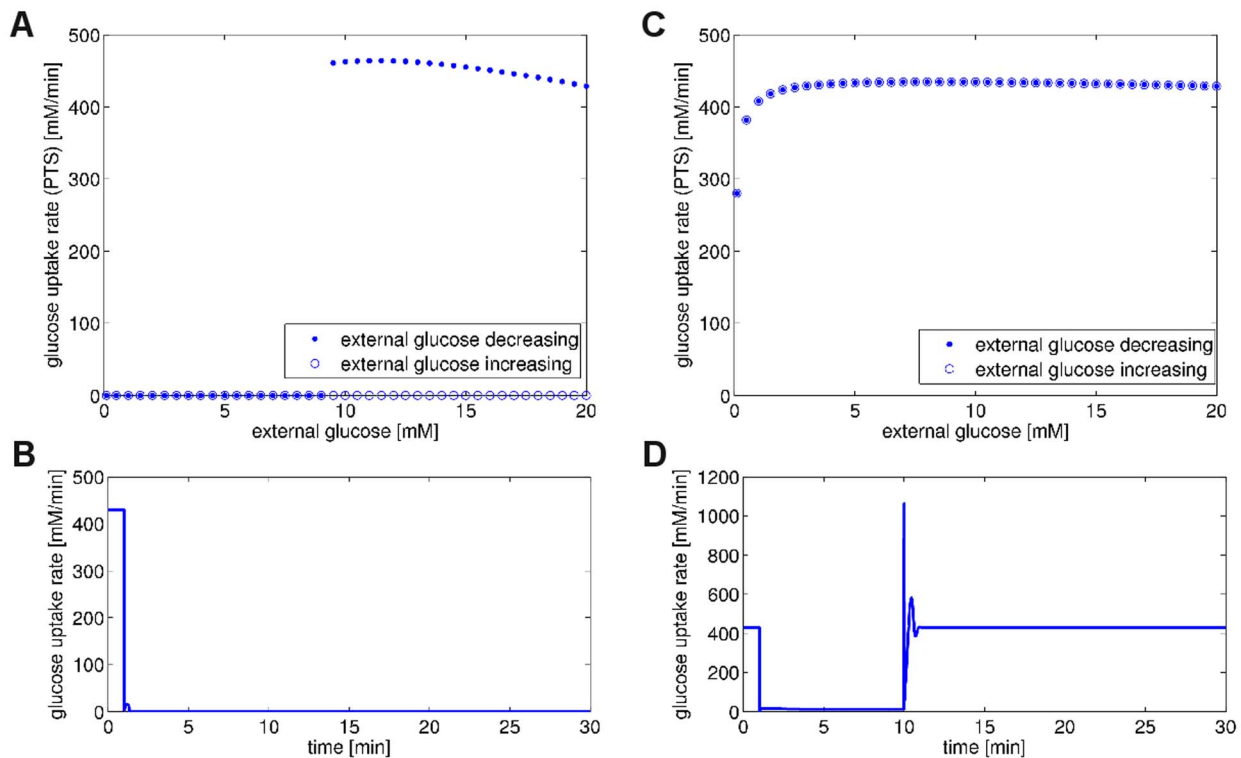 A
glucose uptake rate (PTS) [mM/min]
500
400
300
200
100
0
external glucose decreasing
external glucose increasing
0 5 10 15 20
external glucose [mM]
C
glucose uptake rate (PTS) [mM/min]
500
400
300
200
100
0
external glucose decreasing
external glucose increasing
0 5 10 15 20
external glucose [mM]
B
glucose uptake rate [mM/min]
500
400
300
200
100
0
0 5 10 15 20 25 30
time [min]
D
glucose uptake rate [mM/min]
1200
1000
800
600
400
200
0
0 5 10 15 20 25 30
time [min]